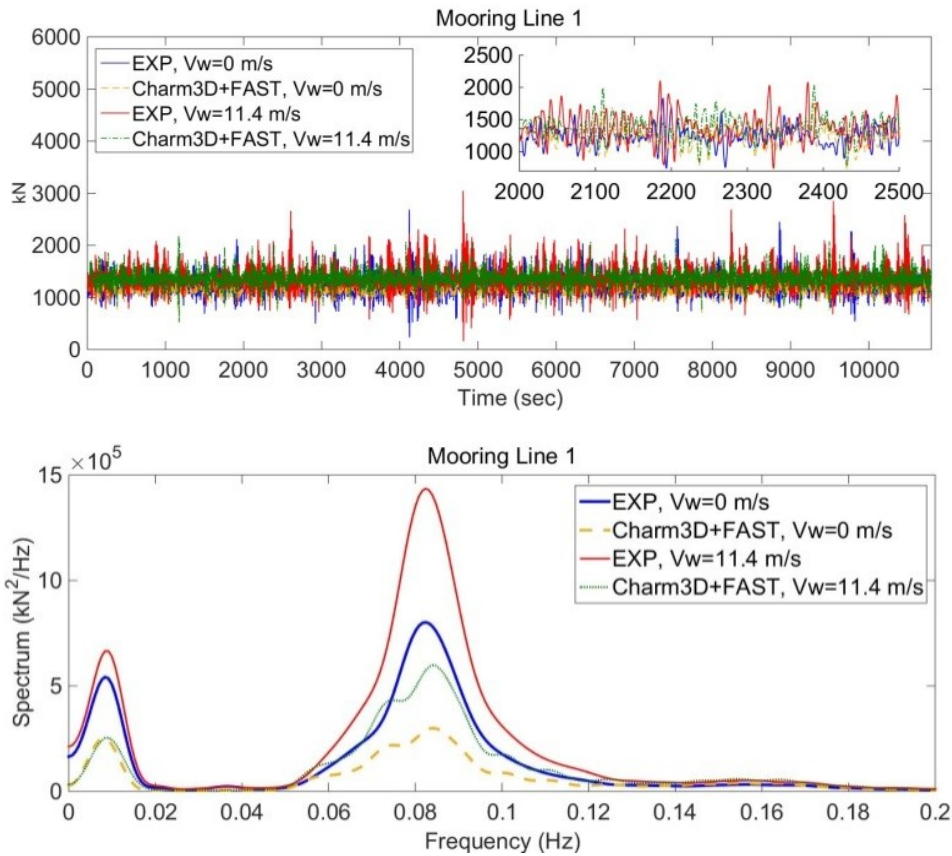 Mooring Line 1
6000
5000
4000
3000
2000
1000
0
kN
EXP, Vw=0 m/s
Charm3D+FAST, Vw=0 m/s
EXP, Vw=11.4 m/s
Charm3D+FAST, Vw=11.4 m/s
2500
2000
1500
1000
2000 2100 2200 2300 2400 2500
0 1000 2000 3000 4000 5000 6000 7000 8000 9000 10000
Time (sec)
Mooring Line 1
×10^5
15
10
5
0
Spectrum (kN²/Hz)
EXP, Vw=0 m/s
Charm3D+FAST, Vw=0 m/s
EXP, Vw=11.4 m/s
Charm3D+FAST, Vw=11.4 m/s
0 0.02 0.04 0.06 0.08 0.1 0.12 0.14 0.16 0.18 0.2
Frequency (Hz)